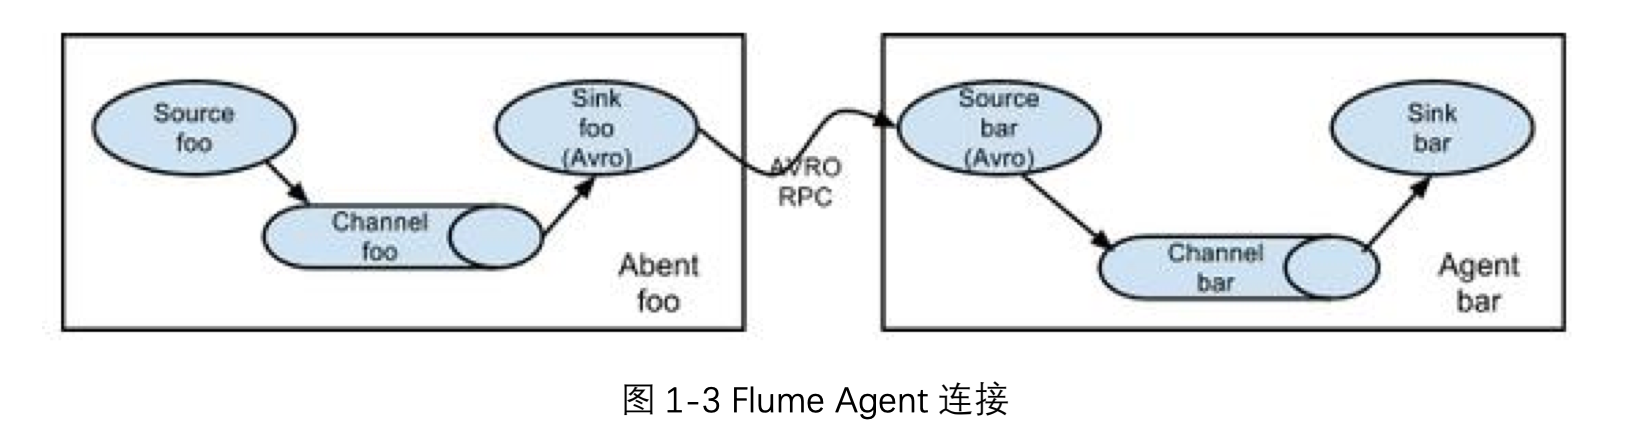 Source
foo
Sink
foo
(Avro)
Channel
foo
Abent
foo
AVRO
RPC
Source
bar
(Avro)
Sink
bar
Channel
bar
Agent
bar
图 1-3 Flume Agent 连接